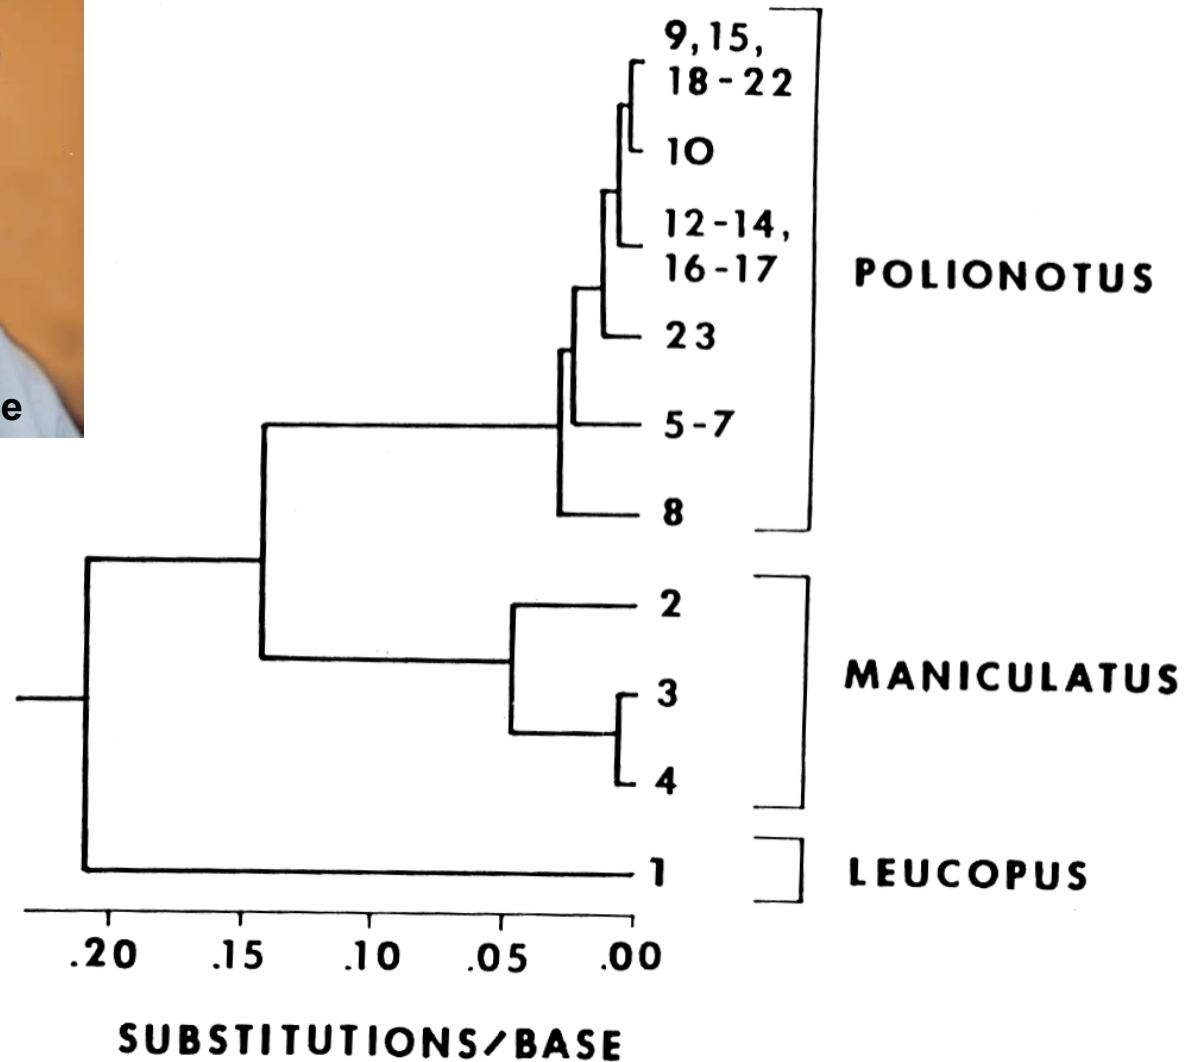 9,15,
18-22
10
12-14,
16-17
POLIONOTUS
23
e
5-7
8
2
MANICULATUS
3
4
1
LEUCOPUS
.20 .15 .10 .05 .00
SUBSTITUTIONS/BASE